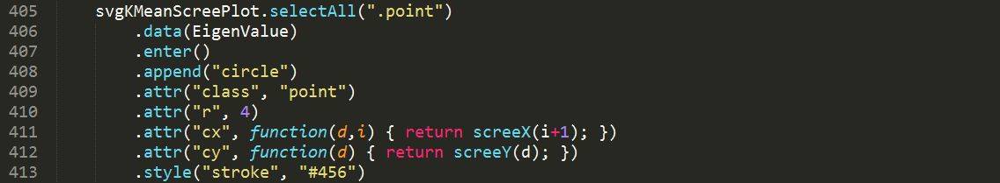 405 svgKMeanScreePlot.selectAll(".point")
406 .data(EigenValue)
407 .enter()
408 .append("circle")
409 .attr("class", "point")
410 .attr("r", 4)
411 .attr("cx", function(d,i) { return screeX(i+1); })
412 .attr("cy", function(d) { return screeY(d); })
413 .style("stroke", "#456")